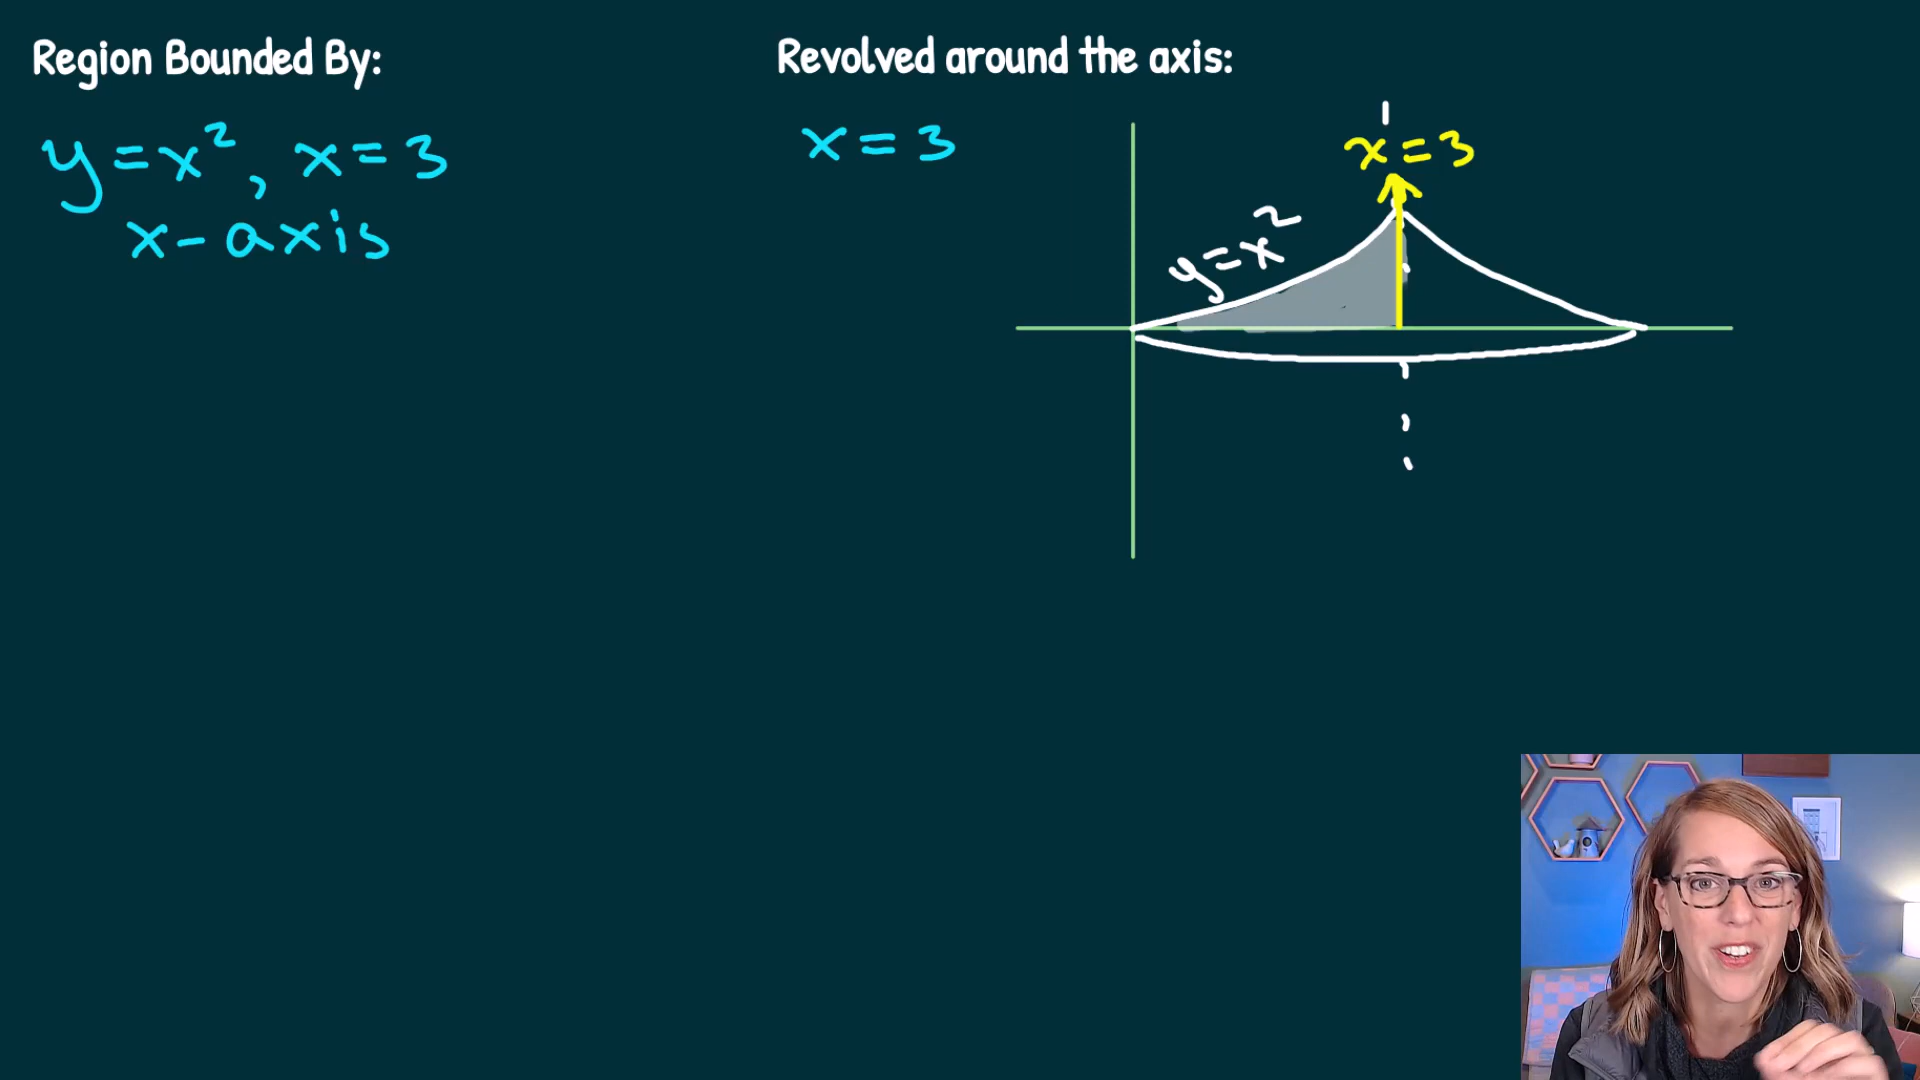 Region Bounded By:
y = x², x = 3
x-axis
Revolved around the axis:
x = 3
x = 3
y = x²